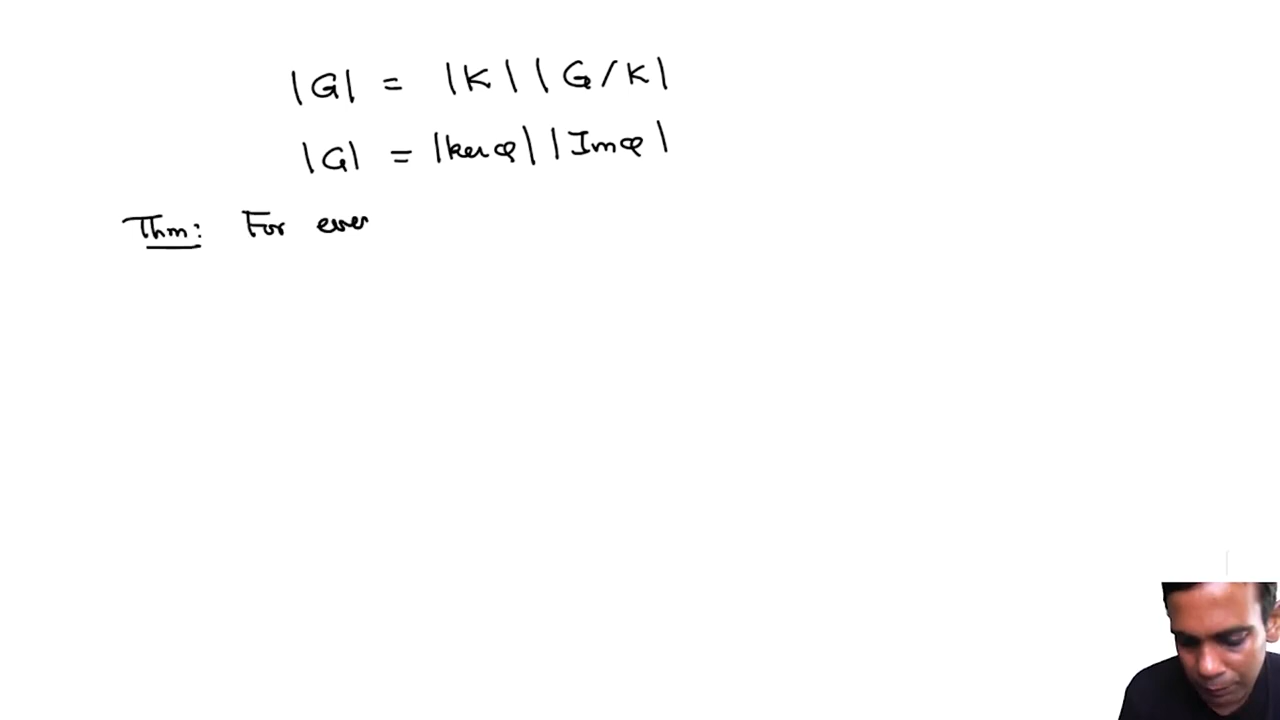 |G| = |K| |G/K|
|G| = |ker φ| |Im φ|
Thm: For ever